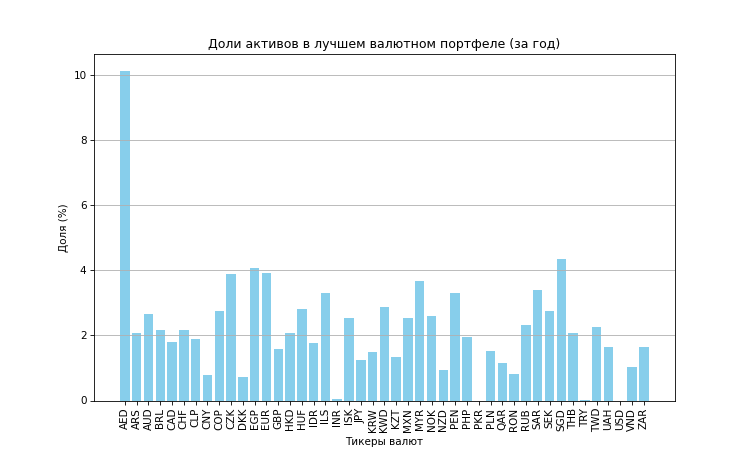 Доли активов в лучшем валютном портфеле (за год)
Доля (%)
10
8
6
4
2
0
AED ARS AUD BRL CAD CHF CLP CNY COP CZK DKK EGP EUR GBP HKD HUF IDR ILS INR ISK JPY KRW KWD KZT MXN MYR NOK NZD PEN PHP PKR PLN QAR RON RUB SAR SEK SGD THB TRY TWD UAH USD VND ZAR
Тикеры валют